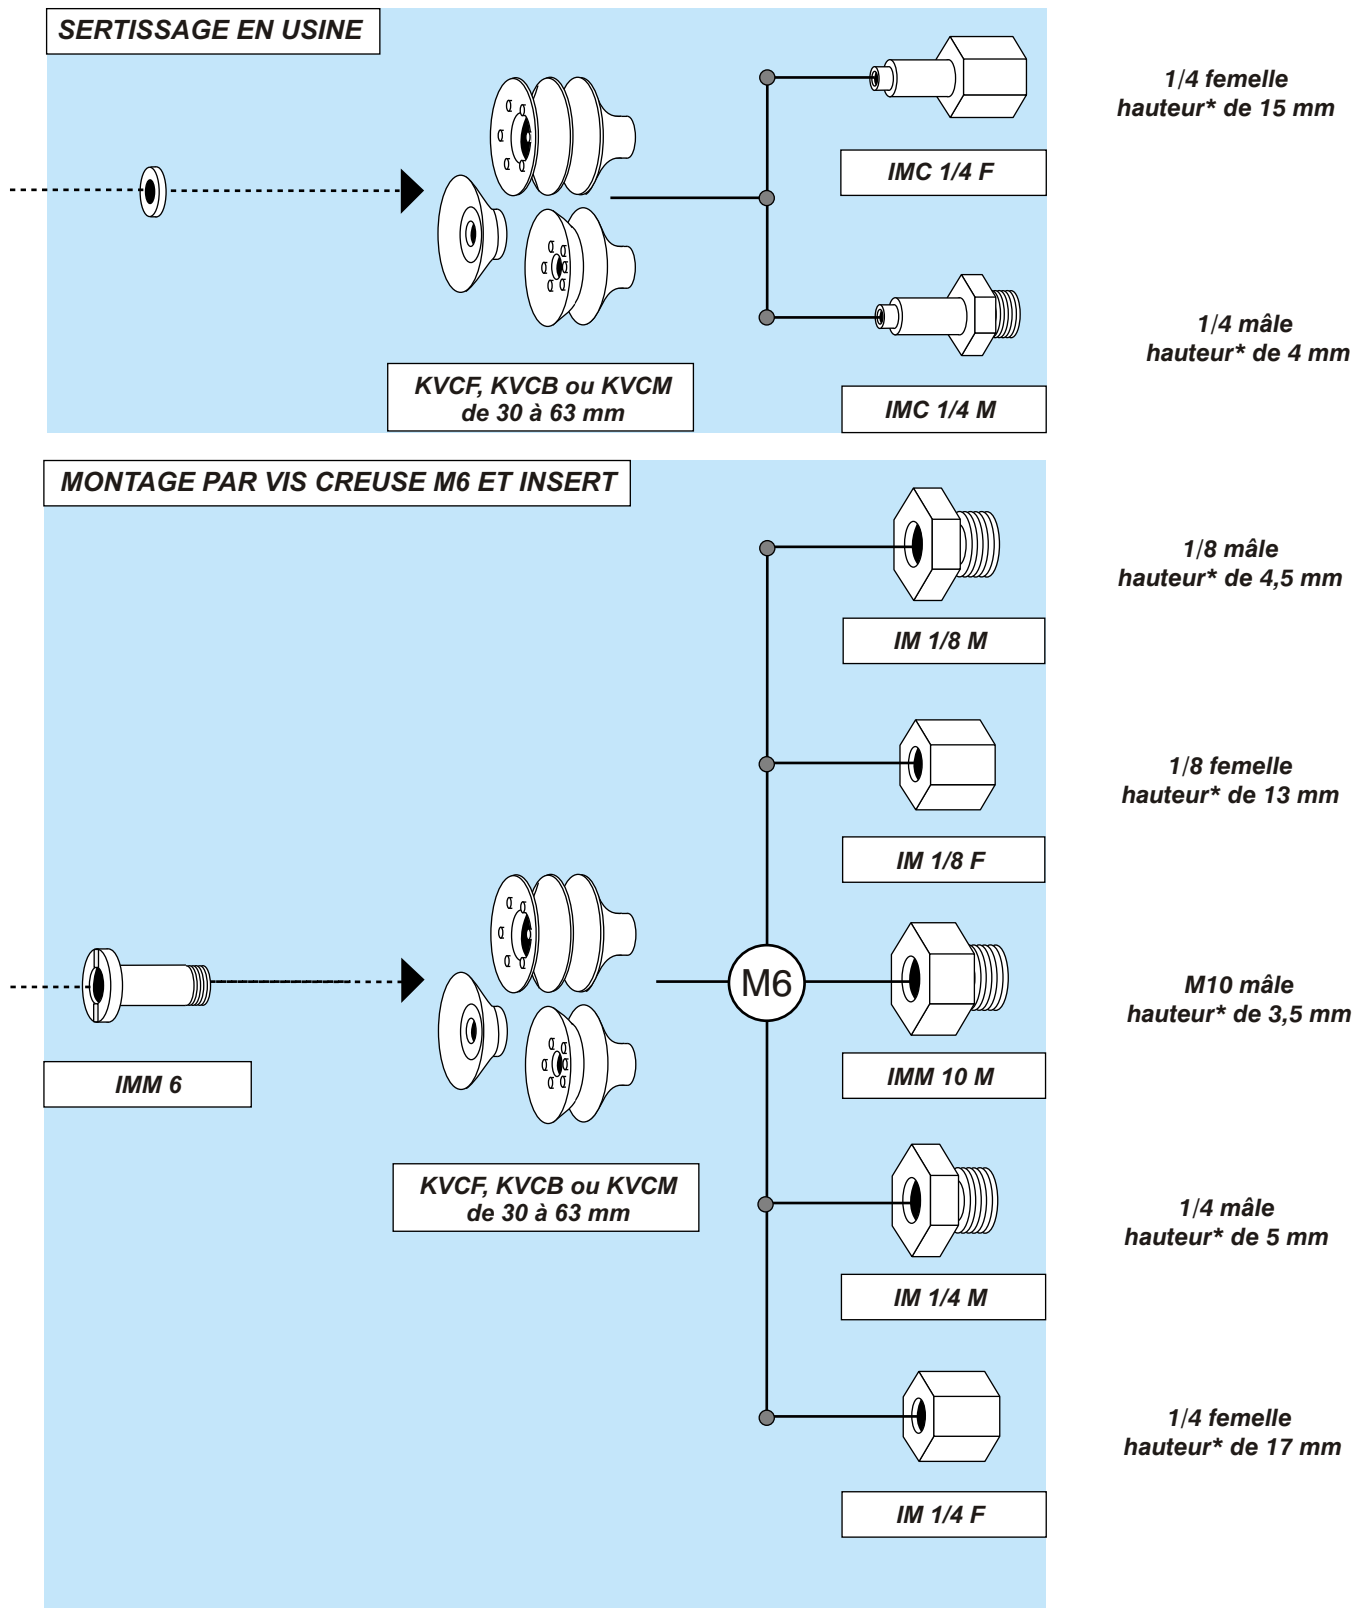 SERTISSAGE EN USINE
1/4 femelle
hauteur* de 15 mm
IMC 1/4 F
1/4 mâle
hauteur* de 4 mm
KVCF, KVCB ou KVCM
de 30 à 63 mm
IMC 1/4 M
MONTAGE PAR VIS CREUSE M6 ET INSERT
1/8 mâle
hauteur* de 4,5 mm
IM 1/8 M
1/8 femelle
hauteur* de 13 mm
IM 1/8 F
M6
M10 mâle
hauteur* de 3,5 mm
IMM 6
IMM 10 M
KVCF, KVCB ou KVCM
de 30 à 63 mm
1/4 mâle
hauteur* de 5 mm
IM 1/4 M
1/4 femelle
hauteur* de 17 mm
IM 1/4 F